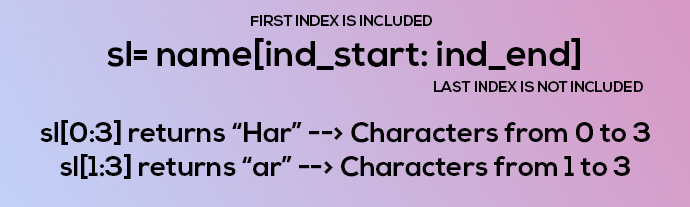 FIRST INDEX IS INCLUDED
sl= name[ind_start: ind_end]
LAST INDEX IS NOT INCLUDED
sl[0:3] returns “Har” --> Characters from 0 to 3
sl[1:3] returns “ar” --> Characters from 1 to 3